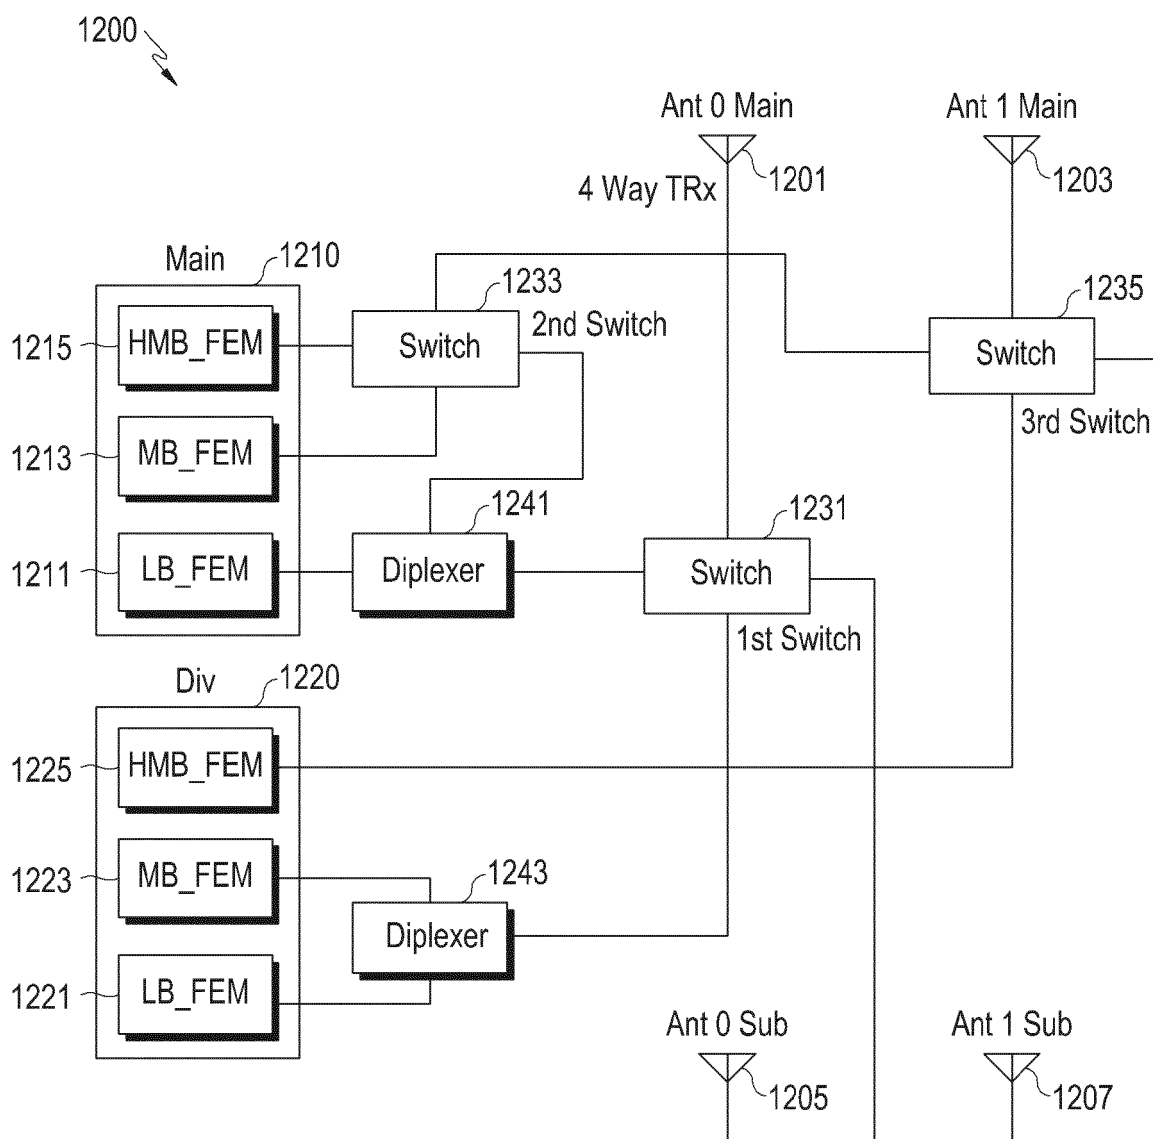 1200
Ant 0 Main
Ant 1 Main
1201
1203
4 Way TRx
Main
1210
1233
1235
1215
HMB_FEM
Switch
2nd Switch
Switch
3rd Switch
1213
MB_FEM
1241
1231
1211
LB_FEM
Diplexer
Switch
1st Switch
Div
1220
1225
HMB_FEM
1223
MB_FEM
1243
Diplexer
1221
LB_FEM
Ant 0 Sub
Ant 1 Sub
1205
1207